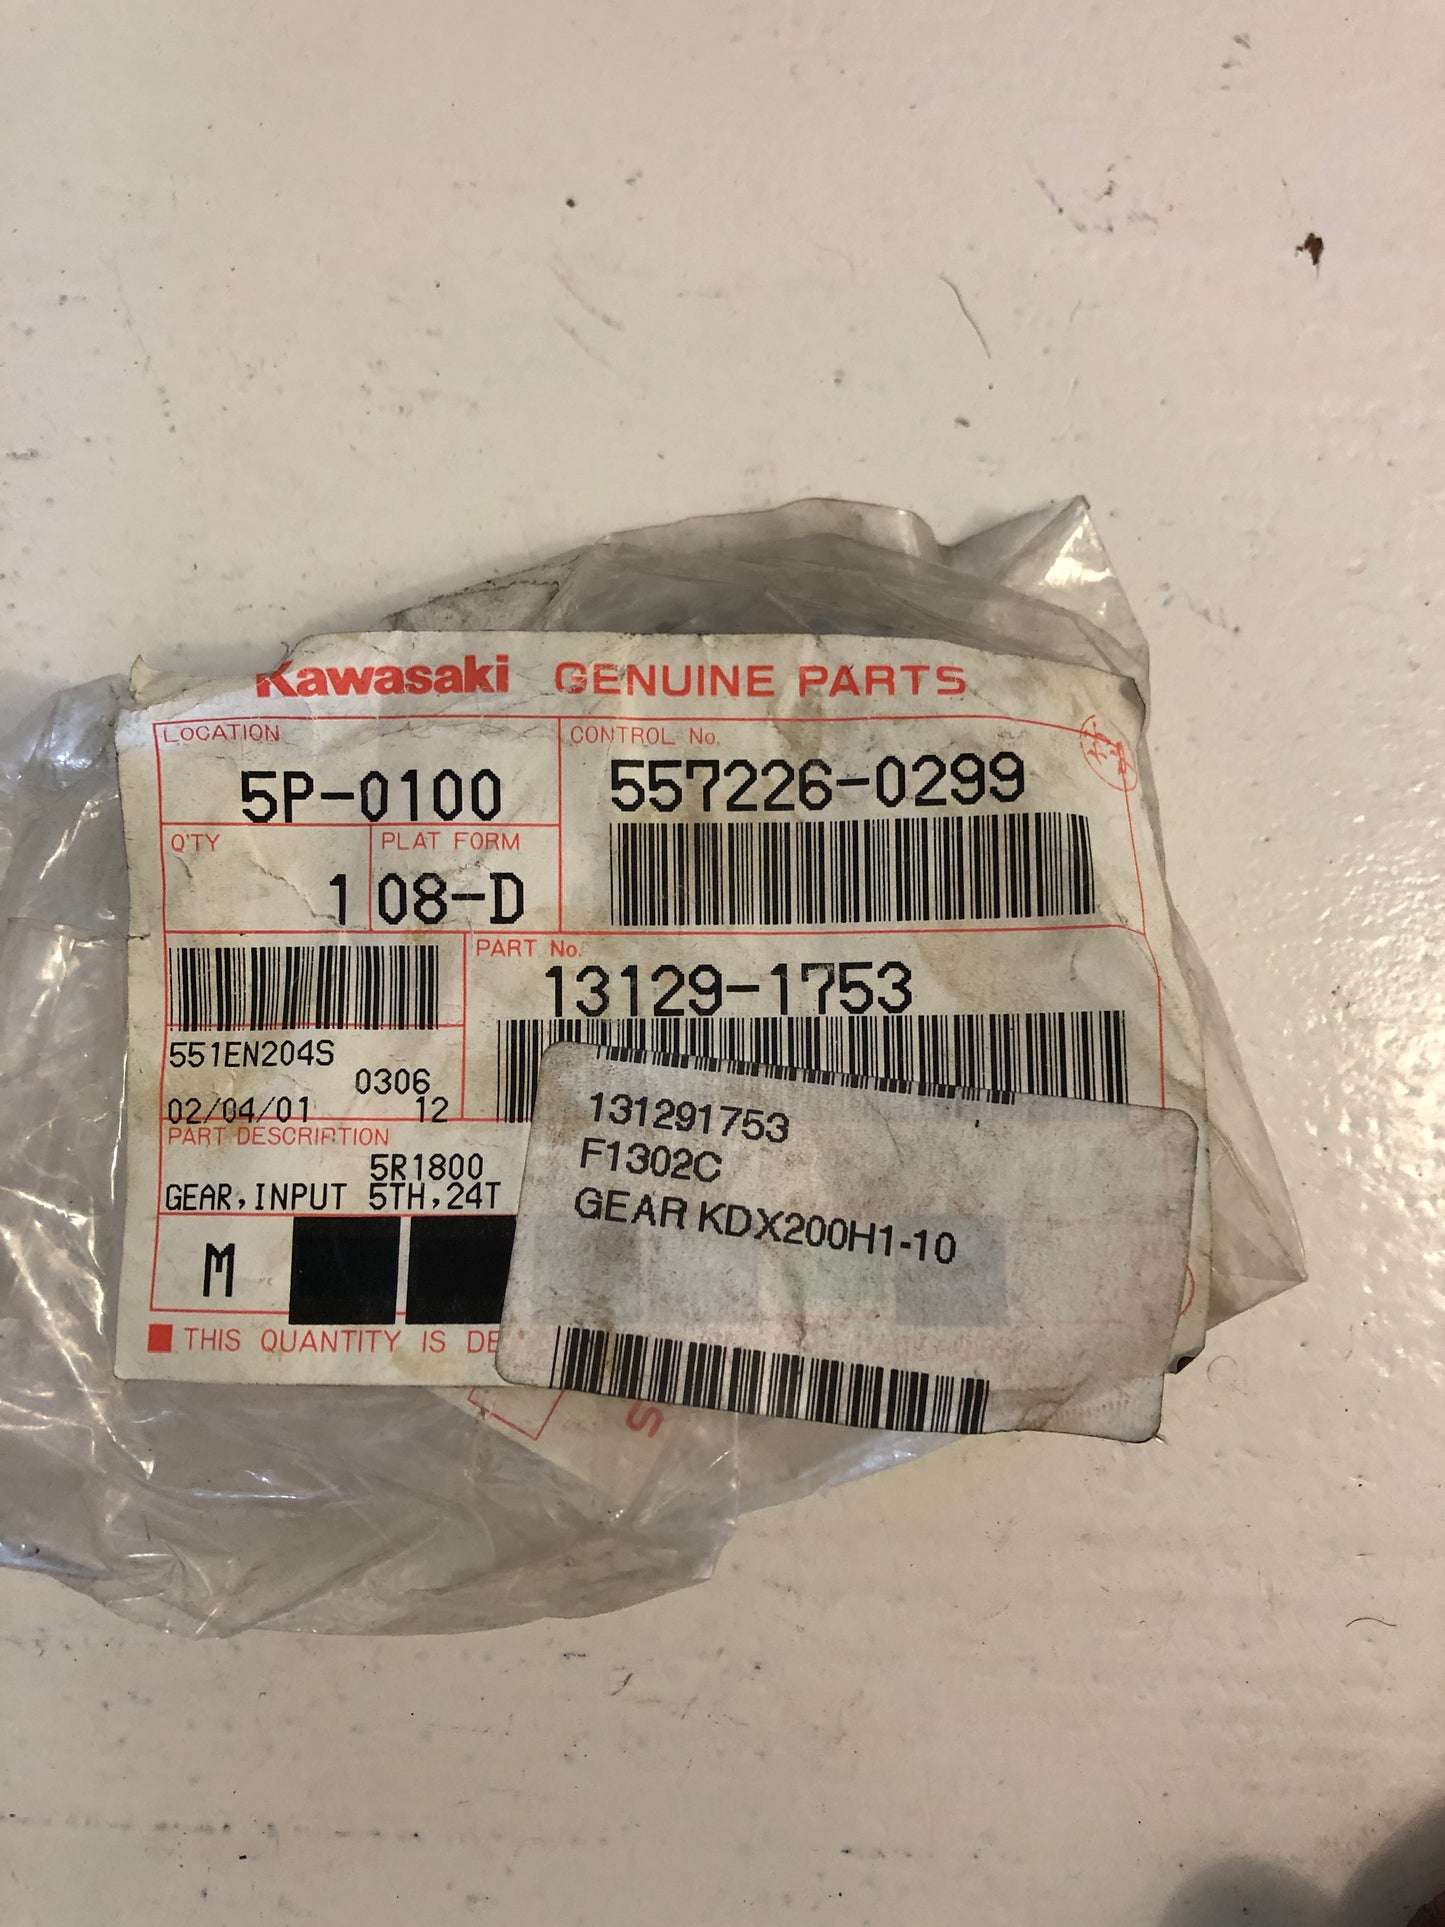 Kawasaki GENUINE PARTS
LOCATION
5P-0100
CONTROL No.
557226-0299
Q'TY
1
PLAT FORM
08-D
PART No.
13129-1753
551EN204S
0306
02/04/01 12
PART DESCRIPTION
5R1800
GEAR,INPUT 5TH,24T
M
THIS QUANTITY IS DE
131291753
F1302C
GEAR KDX200H1-10
S